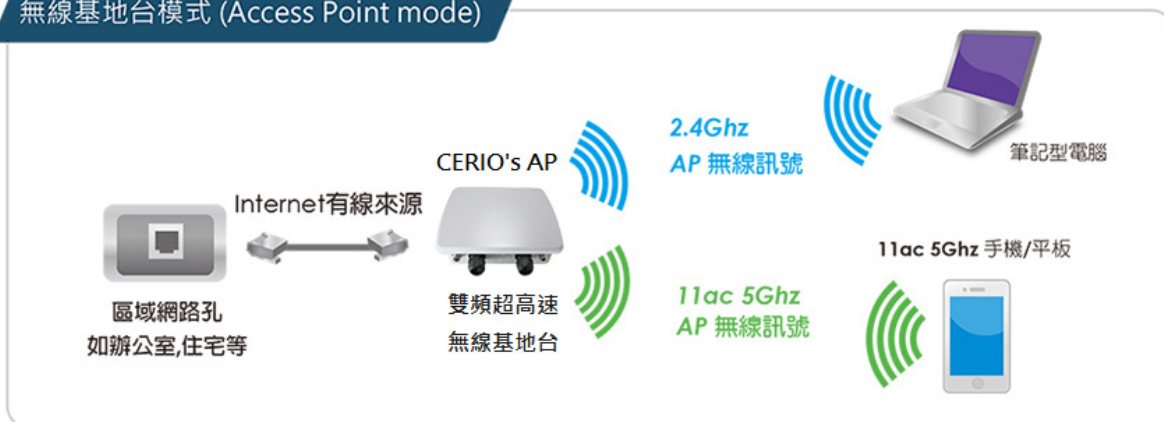 無線基地台模式 (Access Point mode)
2.4Ghz
AP 無線訊號
筆記型電腦
CERIO's AP
Internet有線來源
11ac 5Ghz 手機/平板
區域網路孔
如辦公室,住宅等
雙頻超高速
無線基地台
11ac 5Ghz
AP 無線訊號